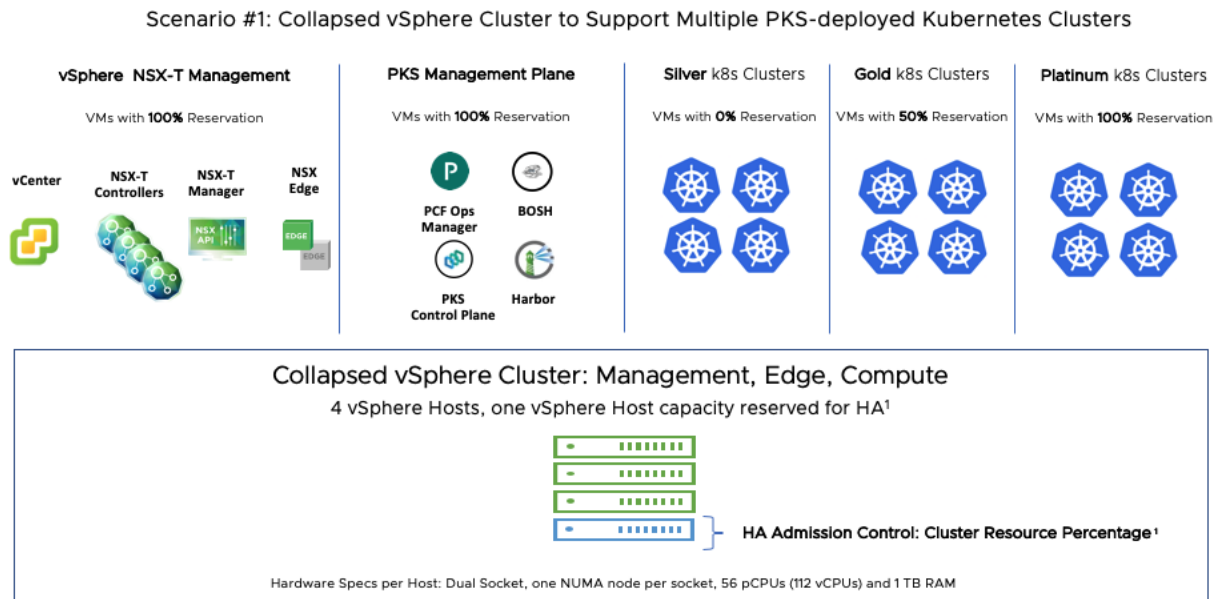 Scenario #1: Collapsed vSphere Cluster to Support Multiple PKS-deployed Kubernetes Clusters
vSphere NSX-T Management
VMs with 100% Reservation
vCenter
NSX-T
Controllers
NSX-T
Manager
NSX
API
NSX
Edge
EDGE
EDGE
PKS Management Plane
VMs with 100% Reservation
P
PCF Ops
Manager
BOSH
PKS
Control Plane
Harbor
Silver k8s Clusters
VMs with 0% Reservation
Gold k8s Clusters
VMs with 50% Reservation
Platinum k8s Clusters
VMs with 100% Reservation
Collapsed vSphere Cluster: Management, Edge, Compute
4 vSphere Hosts, one vSphere Host capacity reserved for HA¹
HA Admission Control: Cluster Resource Percentage¹
Hardware Specs per Host: Dual Socket, one NUMA node per socket, 56 pCPUs (112 vCPUs) and 1 TB RAM